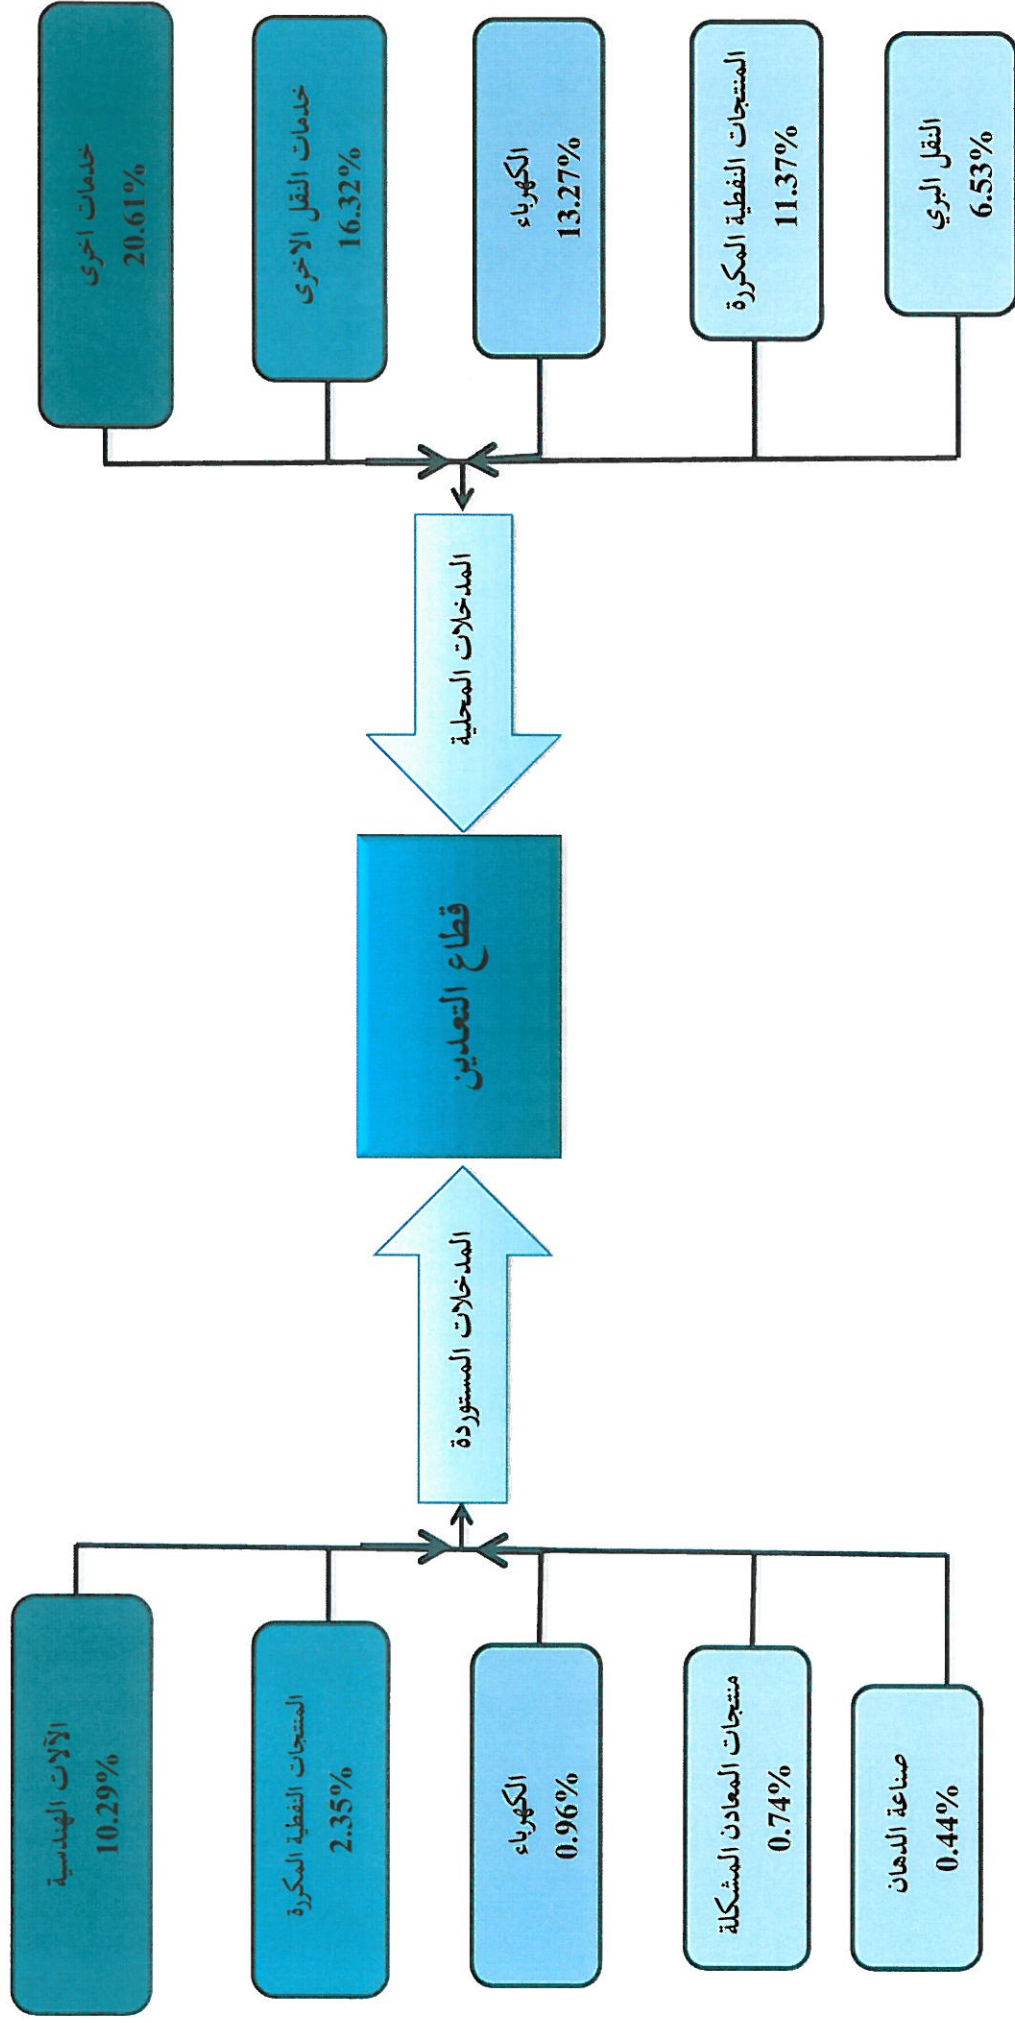 خدمات اخرى
20.61%
خدمات النقل الاخرى
16.32%
الكهرباء
13.27%
المنتجات النفطية المكررة
11.37%
النقل البري
6.53%
المدخلات المحلية
قطاع التعدين
المدخلات المستوردة
الآلات الهندسية
10.29%
المنتجات النفطية المكررة
2.35%
الكهرباء
0.96%
منتجات المعادن المشكلة
0.74%
صناعة الدهان
0.44%